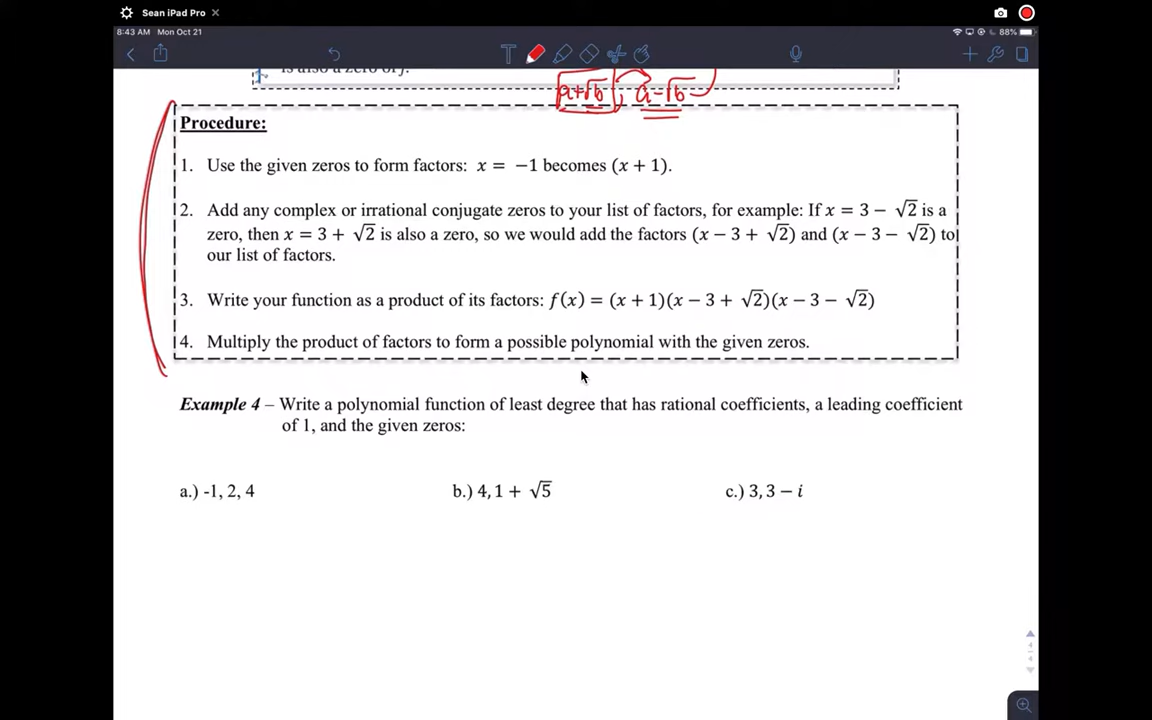 Sean iPad Pro ×
8:43 AM Mon Oct 21
88%
T
is also a zero of f.
a+√b, a−√b
Procedure:
1. Use the given zeros to form factors: x = −1 becomes (x + 1).
2. Add any complex or irrational conjugate zeros to your list of factors, for example: If x = 3 − √2 is a
zero, then x = 3 + √2 is also a zero, so we would add the factors (x − 3 + √2) and (x − 3 − √2) to
our list of factors.
3. Write your function as a product of its factors: f(x) = (x + 1)(x − 3 + √2)(x − 3 − √2)
4. Multiply the product of factors to form a possible polynomial with the given zeros.
Example 4 – Write a polynomial function of least degree that has rational coefficients, a leading coefficient
of 1, and the given zeros:
a.) -1, 2, 4 b.) 4, 1 + √5 c.) 3, 3 − i
4
4